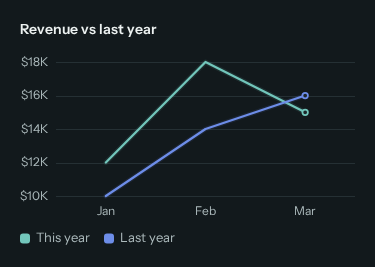 Revenue vs last year
$18K
$16K
$14K
$12K
$10K
Jan Feb Mar
This year Last year